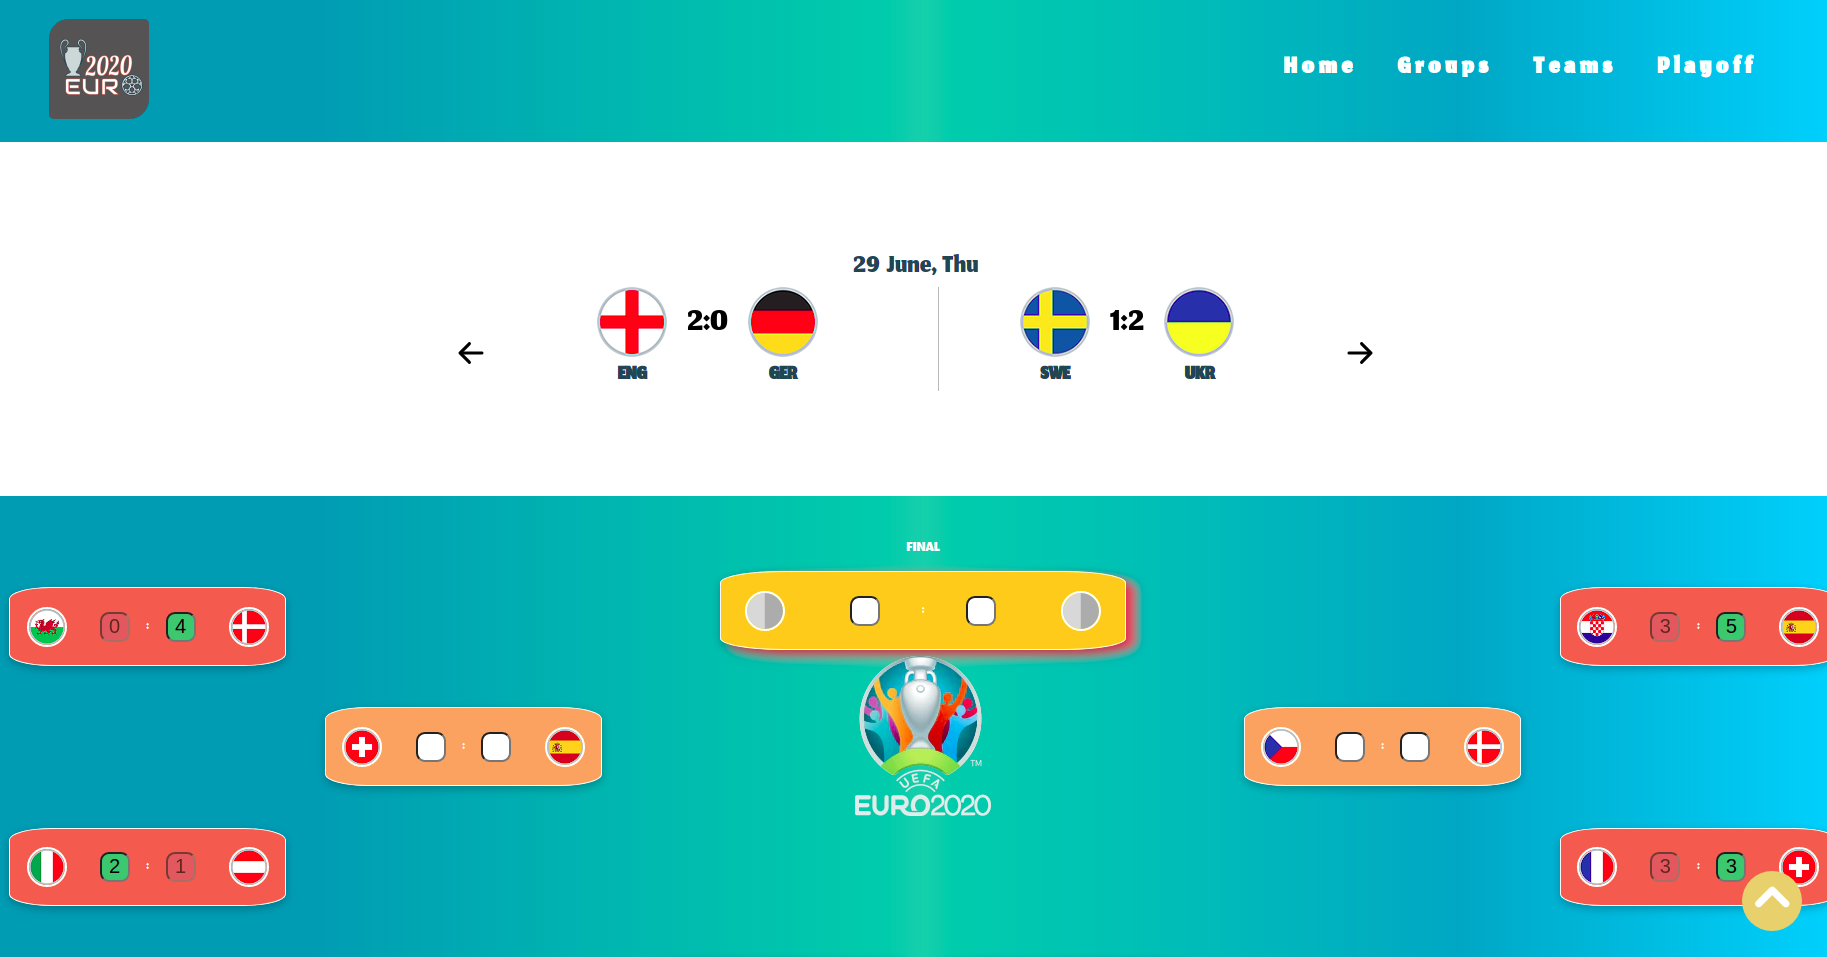 2020
EURO
Home Groups Teams Playoff
29 June, Thu
2:0
1:2
ENG GER SWE UKR
FINAL
0 : 4
:
3 : 5
:
:
TM
UEFA
EURO2020
2 : 1
3 : 3